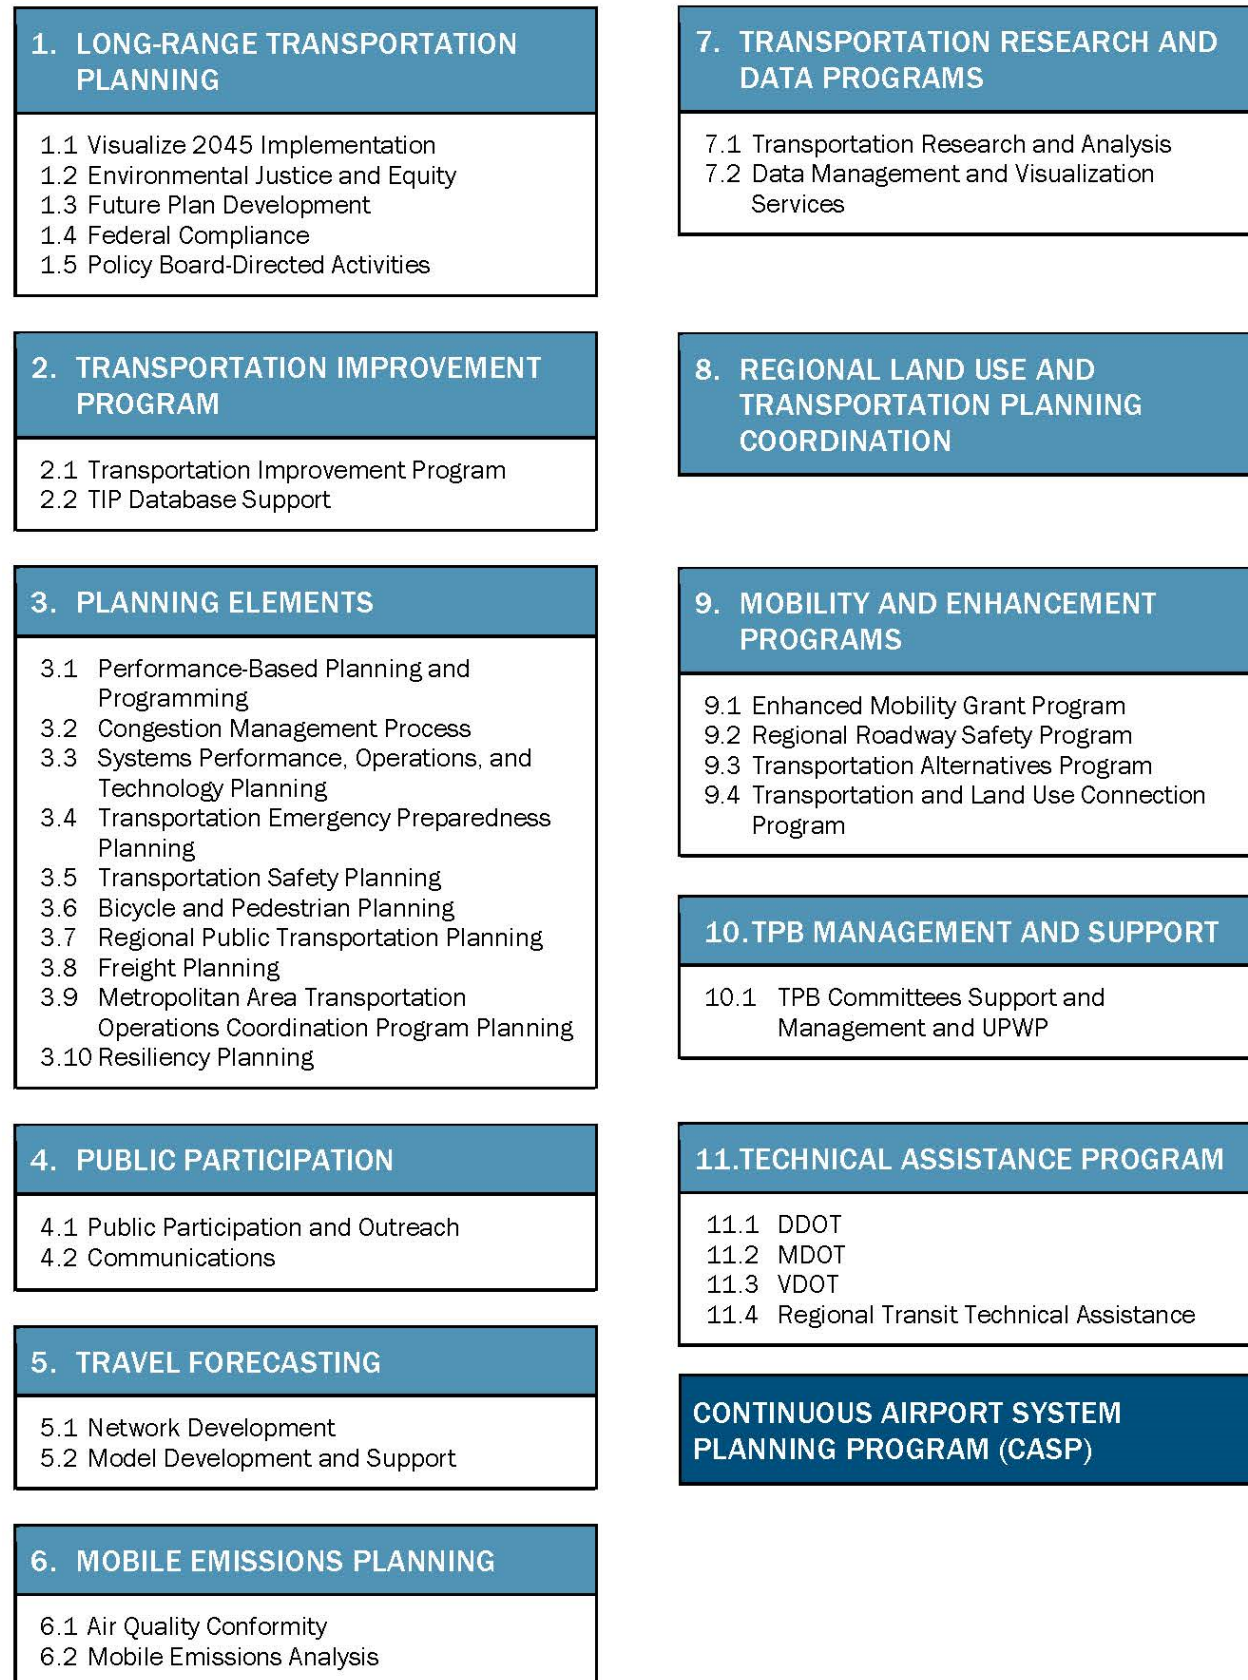 1. LONG-RANGE TRANSPORTATION
PLANNING
1.1 Visualize 2045 Implementation
1.2 Environmental Justice and Equity
1.3 Future Plan Development
1.4 Federal Compliance
1.5 Policy Board-Directed Activities
2. TRANSPORTATION IMPROVEMENT
PROGRAM
2.1 Transportation Improvement Program
2.2 TIP Database Support
3. PLANNING ELEMENTS
3.1 Performance-Based Planning and
Programming
3.2 Congestion Management Process
3.3 Systems Performance, Operations, and
Technology Planning
3.4 Transportation Emergency Preparedness
Planning
3.5 Transportation Safety Planning
3.6 Bicycle and Pedestrian Planning
3.7 Regional Public Transportation Planning
3.8 Freight Planning
3.9 Metropolitan Area Transportation
Operations Coordination Program Planning
3.10 Resiliency Planning
4. PUBLIC PARTICIPATION
4.1 Public Participation and Outreach
4.2 Communications
5. TRAVEL FORECASTING
5.1 Network Development
5.2 Model Development and Support
6. MOBILE EMISSIONS PLANNING
6.1 Air Quality Conformity
6.2 Mobile Emissions Analysis
7. TRANSPORTATION RESEARCH AND
DATA PROGRAMS
7.1 Transportation Research and Analysis
7.2 Data Management and Visualization
Services
8. REGIONAL LAND USE AND
TRANSPORTATION PLANNING
COORDINATION
9. MOBILITY AND ENHANCEMENT
PROGRAMS
9.1 Enhanced Mobility Grant Program
9.2 Regional Roadway Safety Program
9.3 Transportation Alternatives Program
9.4 Transportation and Land Use Connection
Program
10.TPB MANAGEMENT AND SUPPORT
10.1 TPB Committees Support and
Management and UPWP
11.TECHNICAL ASSISTANCE PROGRAM
11.1 DDOT
11.2 MDOT
11.3 VDOT
11.4 Regional Transit Technical Assistance
CONTINUOUS AIRPORT SYSTEM
PLANNING PROGRAM (CASP)